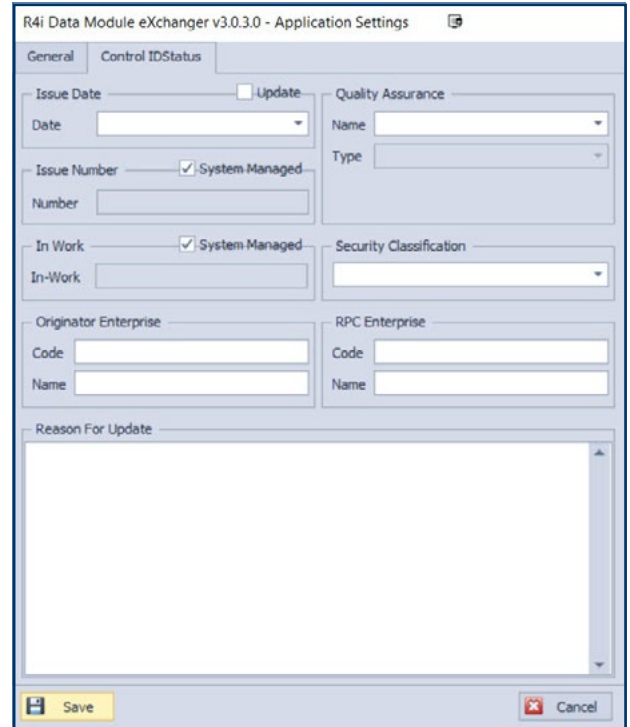 R4i Data Module eXchanger v3.0.3.0 - Application Settings
General Control IDStatus
Issue Date Update
Date
Quality Assurance
Name
Type
Issue Number System Managed
Number
In Work System Managed
In-Work
Security Classification
Originator Enterprise
Code
Name
RPC Enterprise
Code
Name
Reason For Update
Save Cancel